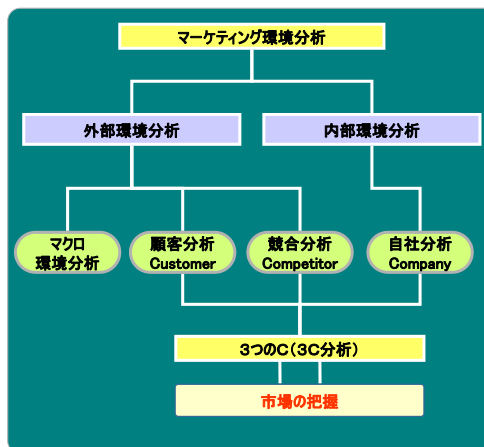 マーケティング環境分析
外部環境分析
内部環境分析
マクロ
環境分析
顧客分析
Customer
競合分析
Competitor
自社分析
Company
3つのC(3C分析)
市場の把握